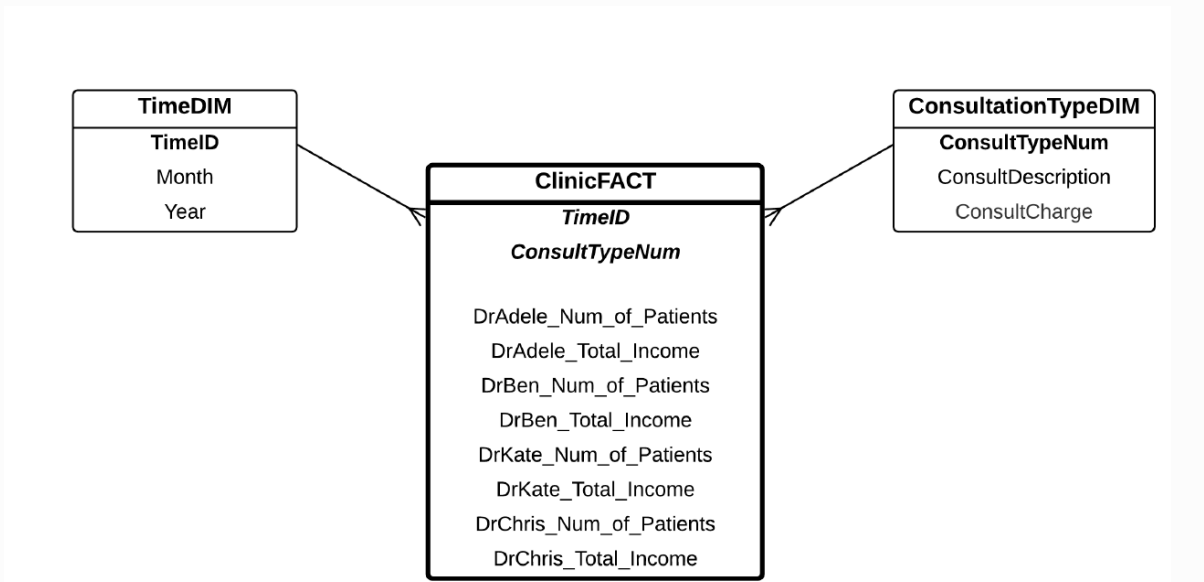 TimeDIM
TimeID
Month
Year
ConsultationTypeDIM
ConsultTypeNum
ConsultDescription
ConsultCharge
ClinicFACT
TimeID
ConsultTypeNum
DrAdele_Num_of_Patients
DrAdele_Total_Income
DrBen_Num_of_Patients
DrBen_Total_Income
DrKate_Num_of_Patients
DrKate_Total_Income
DrChris_Num_of_Patients
DrChris_Total_Income